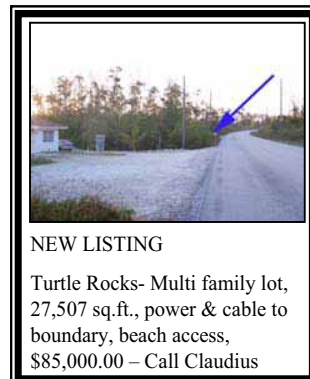 NEW LISTING
Turtle Rocks- Multi family lot,
27,507 sq.ft., power & cable to
boundary, beach access,
$85,000.00 – Call Claudius